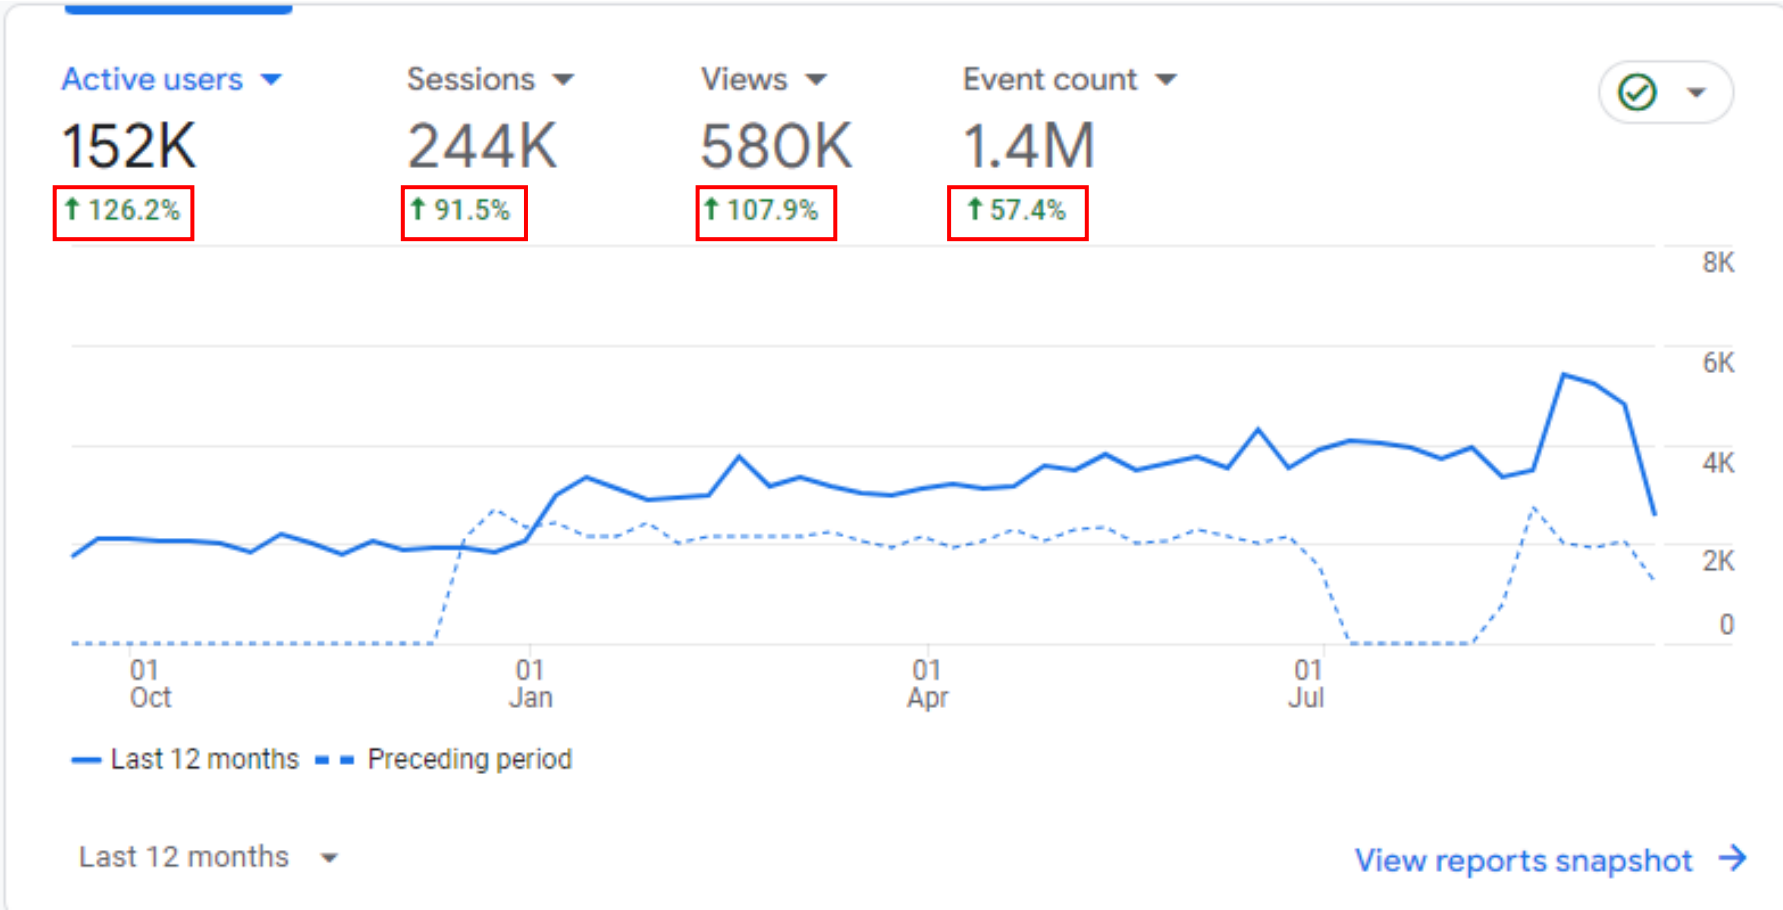 Active users Sessions Views Event count
152K 244K 580K 1.4M
↑ 126.2% ↑ 91.5% ↑ 107.9% ↑ 57.4%
8K
6K
4K
2K
0
01 01 01 01
Oct Jan Apr Jul
Last 12 months Preceding period
Last 12 months View reports snapshot →